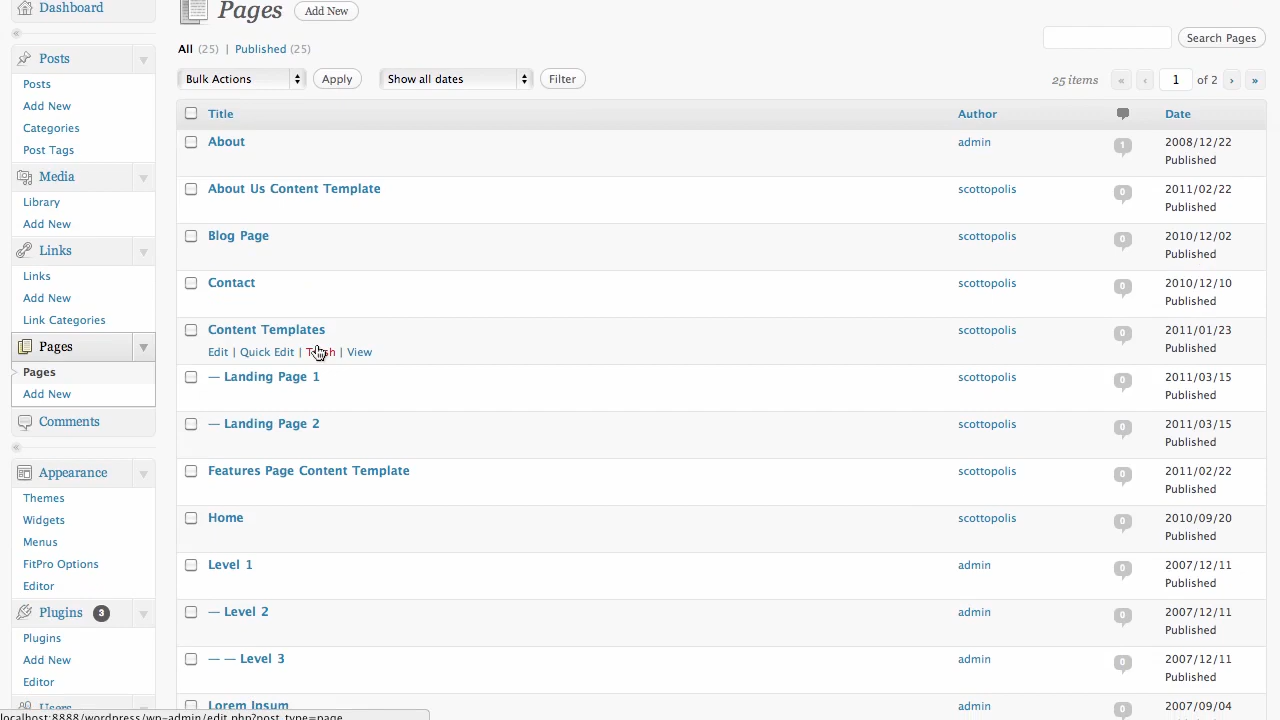 Dashboard
Posts
Posts
Add New
Categories
Post Tags
Media
Library
Add New
Links
Links
Add New
Link Categories
Pages
Pages
Add New
Comments
Appearance
Themes
Widgets
Menus
FitPro Options
Editor
Plugins 3
Plugins
Add New
Editor
Users
Pages Add New
All (25) | Published (25)
Search Pages
Bulk Actions Apply Show all dates Filter 25 items « ‹ 1 of 2 › »
Title Author Date
About admin 1 2008/12/22
Published
About Us Content Template scottopolis 0 2011/02/22
Published
Blog Page scottopolis 0 2010/12/02
Published
Contact scottopolis 0 2010/12/10
Published
Content Templates scottopolis 0 2011/01/23
Edit | Quick Edit | Trash | View Published
— Landing Page 1 scottopolis 0 2011/03/15
Published
— Landing Page 2 scottopolis 0 2011/03/15
Published
Features Page Content Template scottopolis 0 2011/02/22
Published
Home scottopolis 0 2010/09/20
Published
Level 1 admin 0 2007/12/11
Published
— Level 2 admin 0 2007/12/11
Published
— — Level 3 admin 0 2007/12/11
Published
Lorem Ipsum admin 0 2007/09/04
localhost:8888/wordpress/wp-admin/edit.php?post_type=page